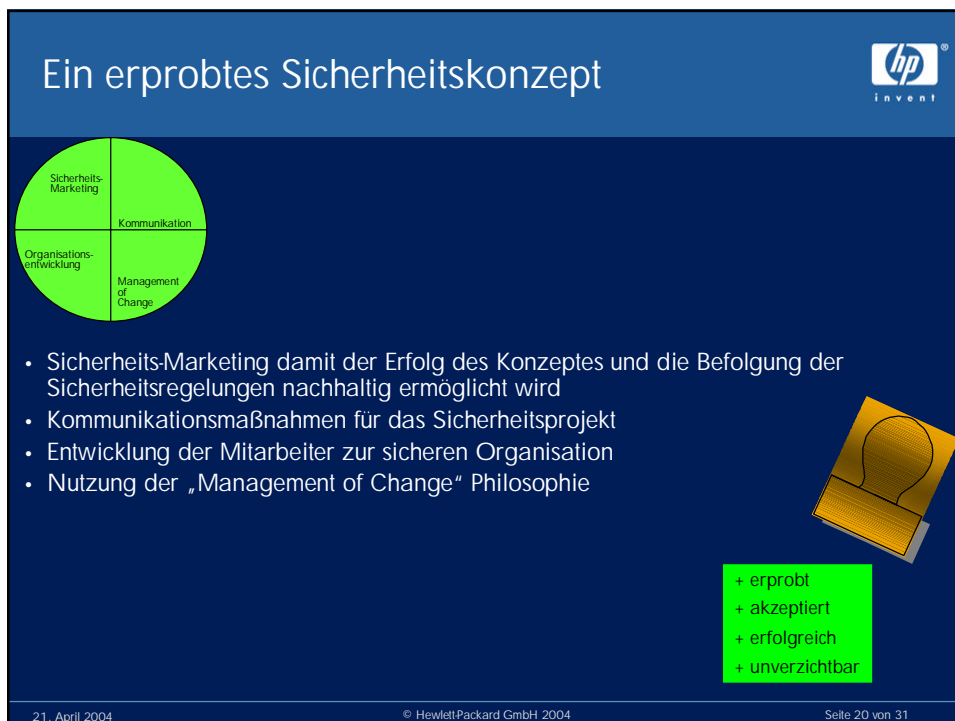 Ein erprobtes Sicherheitskonzept
hp
®
invent
Sicherheits-
Marketing
Kommunikation
Organisations-
entwicklung
Management
of
Change
• Sicherheits-Marketing damit der Erfolg des Konzeptes und die Befolgung der
Sicherheitsregelungen nachhaltig ermöglicht wird
• Kommunikationsmaßnahmen für das Sicherheitsprojekt
• Entwicklung der Mitarbeiter zur sicheren Organisation
• Nutzung der „Management of Change“ Philosophie
+ erprobt
+ akzeptiert
+ erfolgreich
+ unverzichtbar
21. April 2004
© Hewlett-Packard GmbH 2004
Seite 20 von 31